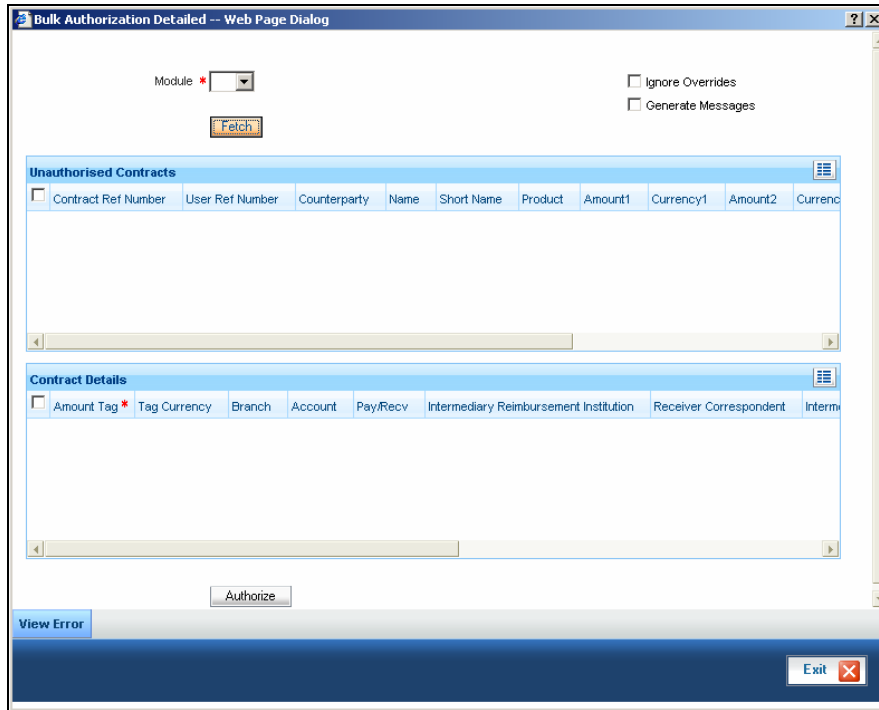 Bulk Authorization Detailed -- Web Page Dialog
Module *
Ignore Overrides
Generate Messages
Fetch
Unauthorised Contracts
Contract Ref Number User Ref Number Counterparty Name Short Name Product Amount1 Currency1 Amount2 Currenc
Contract Details
Amount Tag * Tag Currency Branch Account Pay/Recv Intermediary Reimbursement Institution Receiver Correspondent Interme
Authorize
View Error
Exit